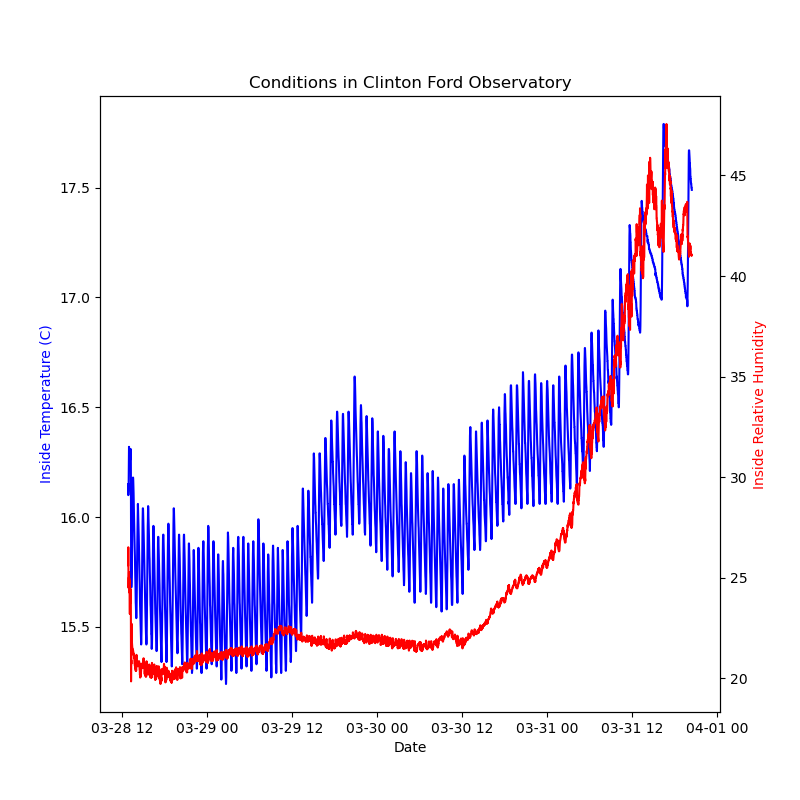 Conditions in Clinton Ford Observatory
Inside Temperature (C)
17.5
17.0
16.5
16.0
15.5
45
40
35
30
25
20
Inside Relative Humidity
03-28 12 03-29 00 03-29 12 03-30 00 03-30 12 03-31 00 03-31 12 04-01 00
Date